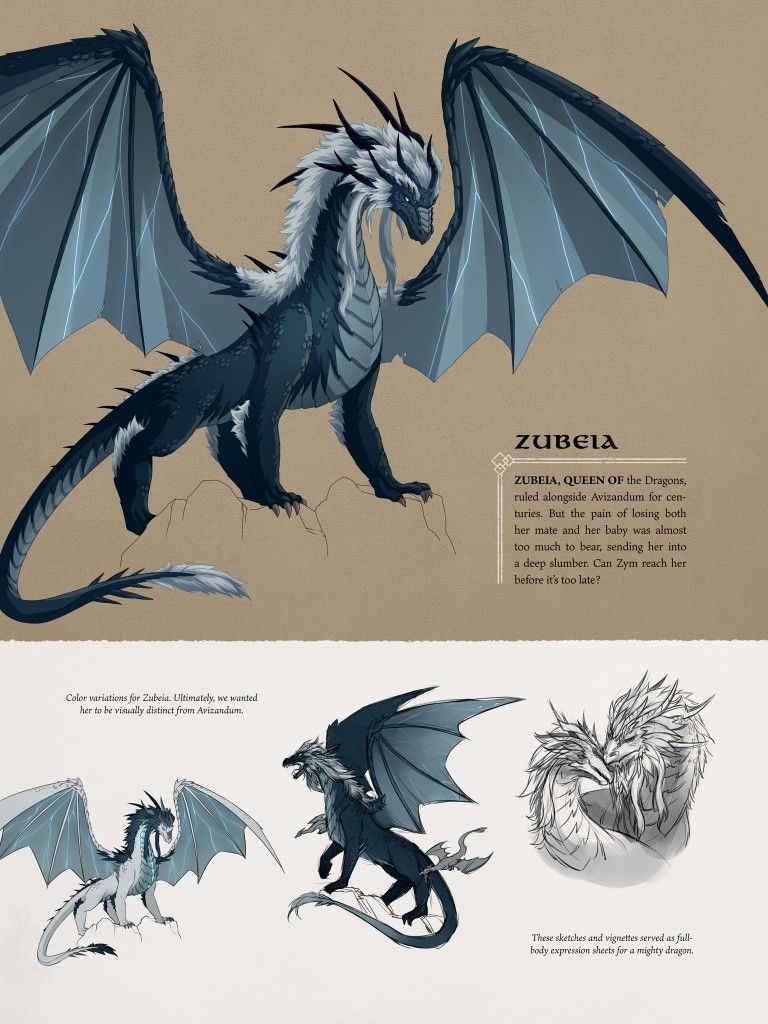 ZUBEIA
ZUBEIA, QUEEN OF the Dragons,
ruled alongside Avizandum for cen-
turies. But the pain of losing both
her mate and her baby was almost
too much to bear, sending her into
a deep slumber. Can Zym reach her
before it's too late?
Color variations for Zubeia. Ultimately, we wanted
her to be visually distinct from Avizandum.
These sketches and vignettes served as full-
body expression sheets for a mighty dragon.